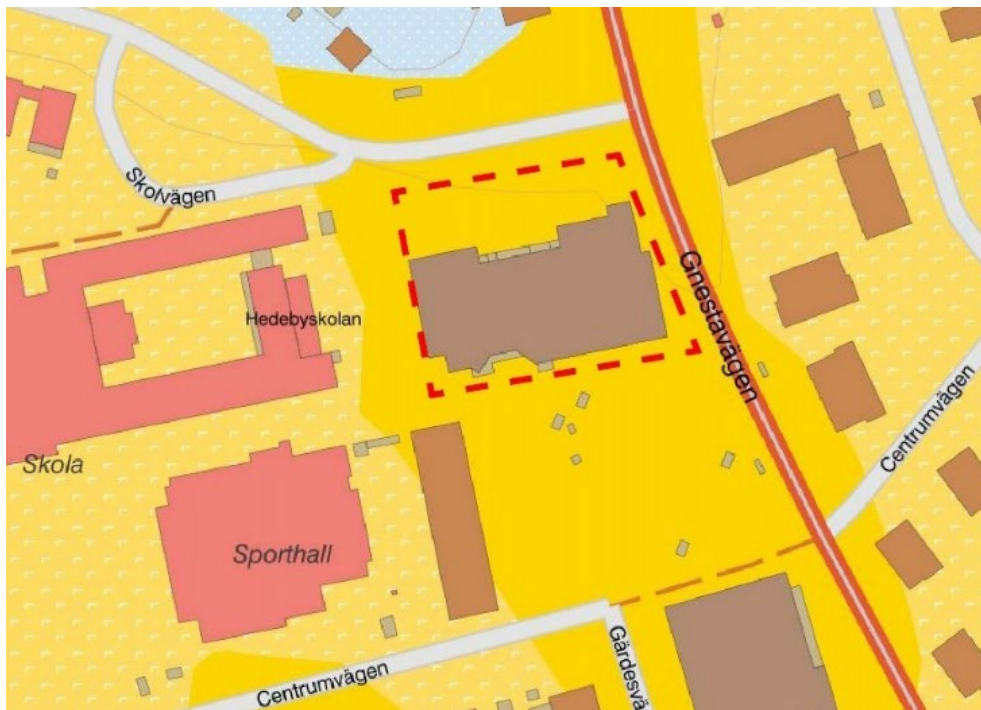 Skolvägen
Hedebyskolan
Gnestavägen
Centrumvägen
Skola
Sporthall
Centrumvägen
Gärdesvä